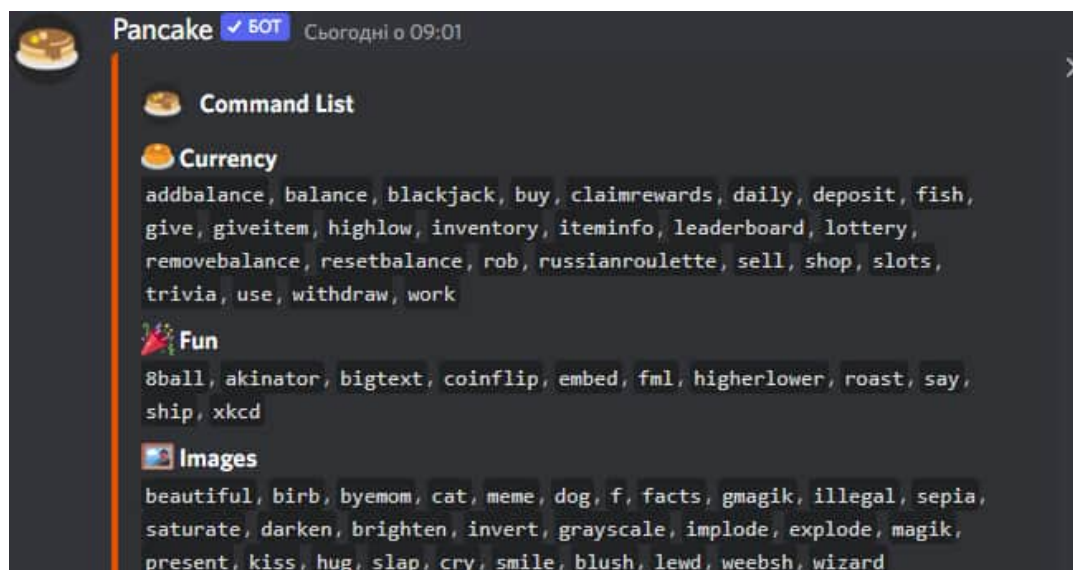 Pancake ✓ БОТ Сьогодні о 09:01
Command List
Currency
addbalance, balance, blackjack, buy, claimrewards, daily, deposit, fish,
give, giveitem, highlow, inventory, iteminfo, leaderboard, lottery,
removebalance, resetbalance, rob, russianroulette, sell, shop, slots,
trivia, use, withdraw, work
Fun
8ball, akinator, bigtext, coinflip, embed, fml, higherlower, roast, say,
ship, xkcd
Images
beautiful, birb, byemom, cat, meme, dog, f, facts, gmagik, illegal, sepia,
saturate, darken, brighten, invert, grayscale, implode, explode, magik,
present, kiss, hug, slap, cry, smile, blush, lewd, weebsh, wizard